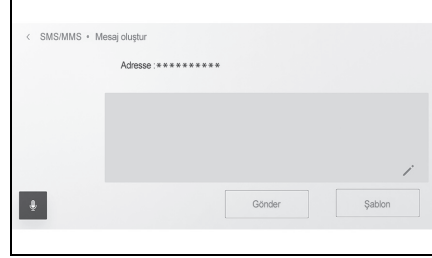 < SMS/MMS • Mesaj oluştur
Adresse :**********
Gönder
Şablon